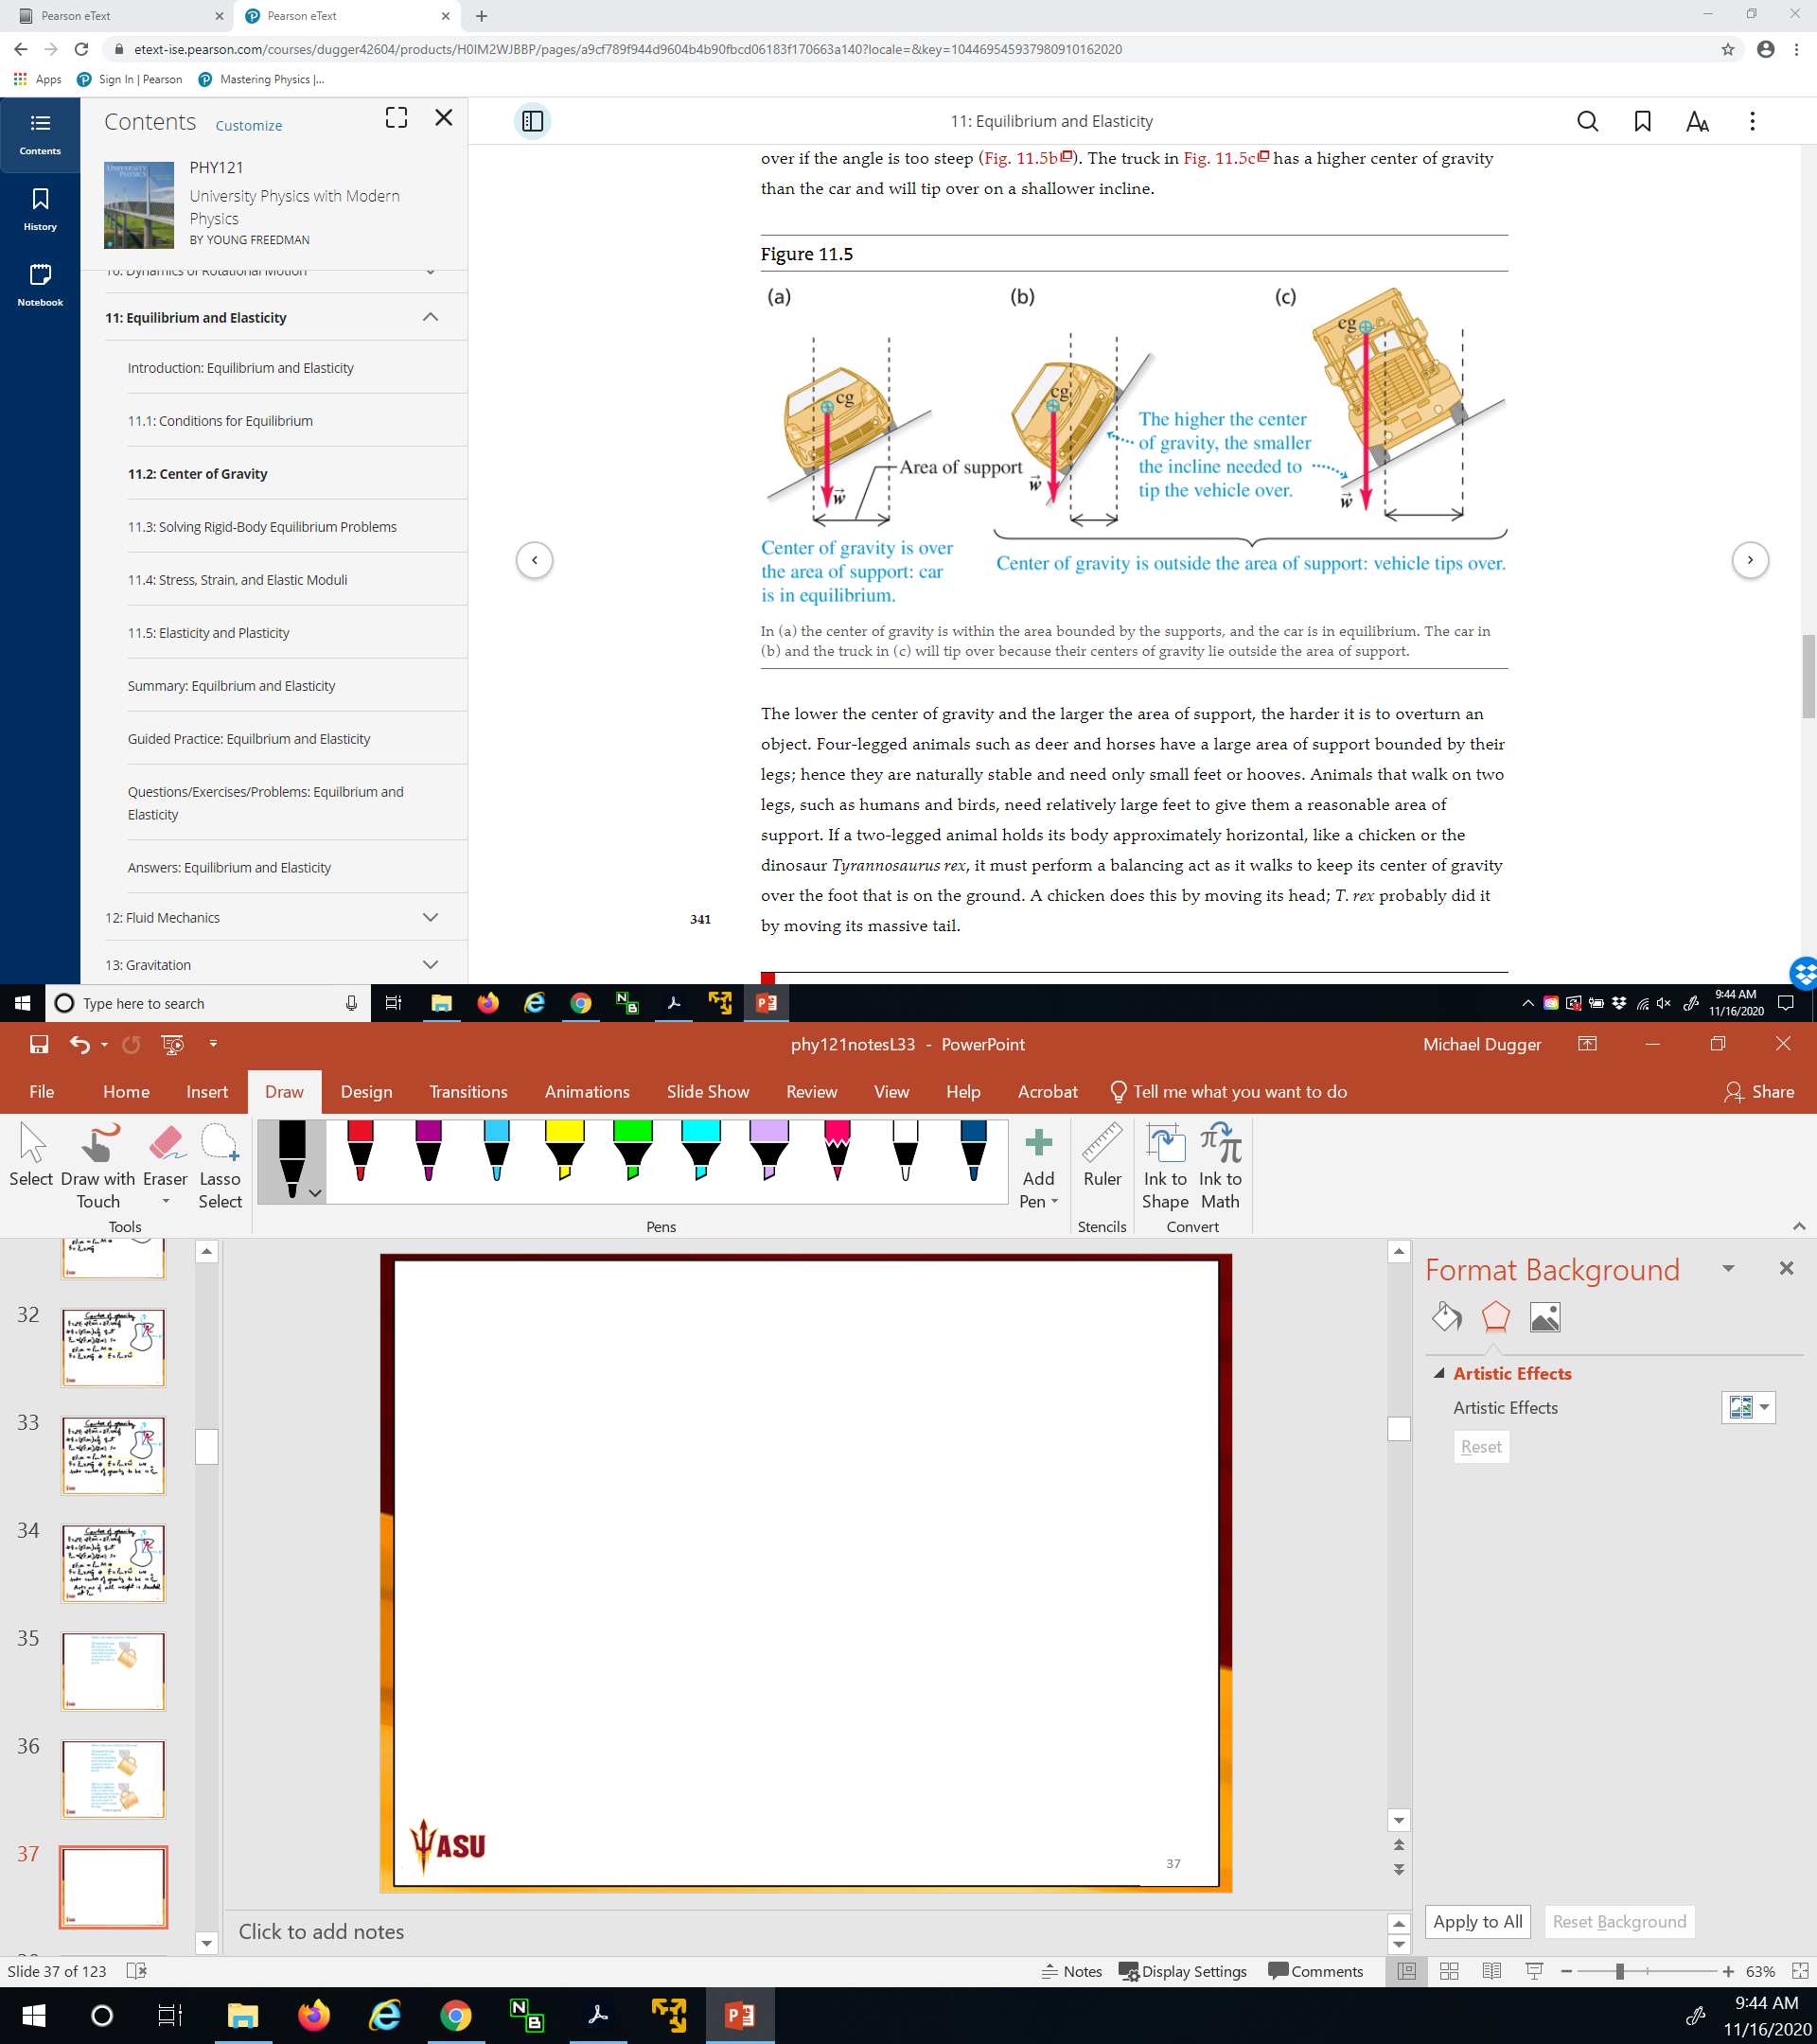 Pearson eText
Pearson eText
etext-ise.pearson.com/courses/dugger42604/products/H0IM2WJBBP/pages/a9cf789f944d9604b4b90fbcd06183f170663a140?locale=&key=104469545937980910162020
Apps Sign In | Pearson Mastering Physics |...
Contents
History
Notebook
Contents Customize
PHY121
University Physics with Modern
Physics
BY YOUNG FREEDMAN
10: Dynamics of Rotational Motion
11: Equilibrium and Elasticity
Introduction: Equilibrium and Elasticity
11.1: Conditions for Equilibrium
11.2: Center of Gravity
11.3: Solving Rigid-Body Equilibrium Problems
11.4: Stress, Strain, and Elastic Moduli
11.5: Elasticity and Plasticity
Summary: Equilbrium and Elasticity
Guided Practice: Equilbrium and Elasticity
Questions/Exercises/Problems: Equilbrium and
Elasticity
Answers: Equilibrium and Elasticity
12: Fluid Mechanics
13: Gravitation
11: Equilibrium and Elasticity
over if the angle is too steep (Fig. 11.5b). The truck in Fig. 11.5c has a higher center of gravity
than the car and will tip over on a shallower incline.
Figure 11.5
(a) (b) (c)
cg
cg
cg
Area of support
w
w
w
The higher the center
of gravity, the smaller
the incline needed to
tip the vehicle over.
Center of gravity is over
the area of support: car
is in equilibrium.
Center of gravity is outside the area of support: vehicle tips over.
In (a) the center of gravity is within the area bounded by the supports, and the car is in equilibrium. The car in
(b) and the truck in (c) will tip over because their centers of gravity lie outside the area of support.
The lower the center of gravity and the larger the area of support, the harder it is to overturn an
object. Four-legged animals such as deer and horses have a large area of support bounded by their
legs; hence they are naturally stable and need only small feet or hooves. Animals that walk on two
legs, such as humans and birds, need relatively large feet to give them a reasonable area of
support. If a two-legged animal holds its body approximately horizontal, like a chicken or the
dinosaur Tyrannosaurus rex, it must perform a balancing act as it walks to keep its center of gravity
over the foot that is on the ground. A chicken does this by moving its head; T. rex probably did it
341
by moving its massive tail.
Type here to search
9:44 AM
11/16/2020
phy121notesL33 - PowerPoint
Michael Dugger
File Home Insert Draw Design Transitions Animations Slide Show Review View Help Acrobat Tell me what you want to do Share
Select
Draw with
Touch
Eraser
Lasso
Select
Tools
Pens
Add
Pen
Ruler
Stencils
Ink to
Shape
Ink to
Math
Convert
32
Center of gravity
33
Center of gravity
34
Center of gravity
35
36
37
ASU
37
Click to add notes
Format Background
Artistic Effects
Artistic Effects
Reset
Apply to All
Reset Background
Slide 37 of 123
Notes Display Settings Comments 63%
9:44 AM
11/16/2020